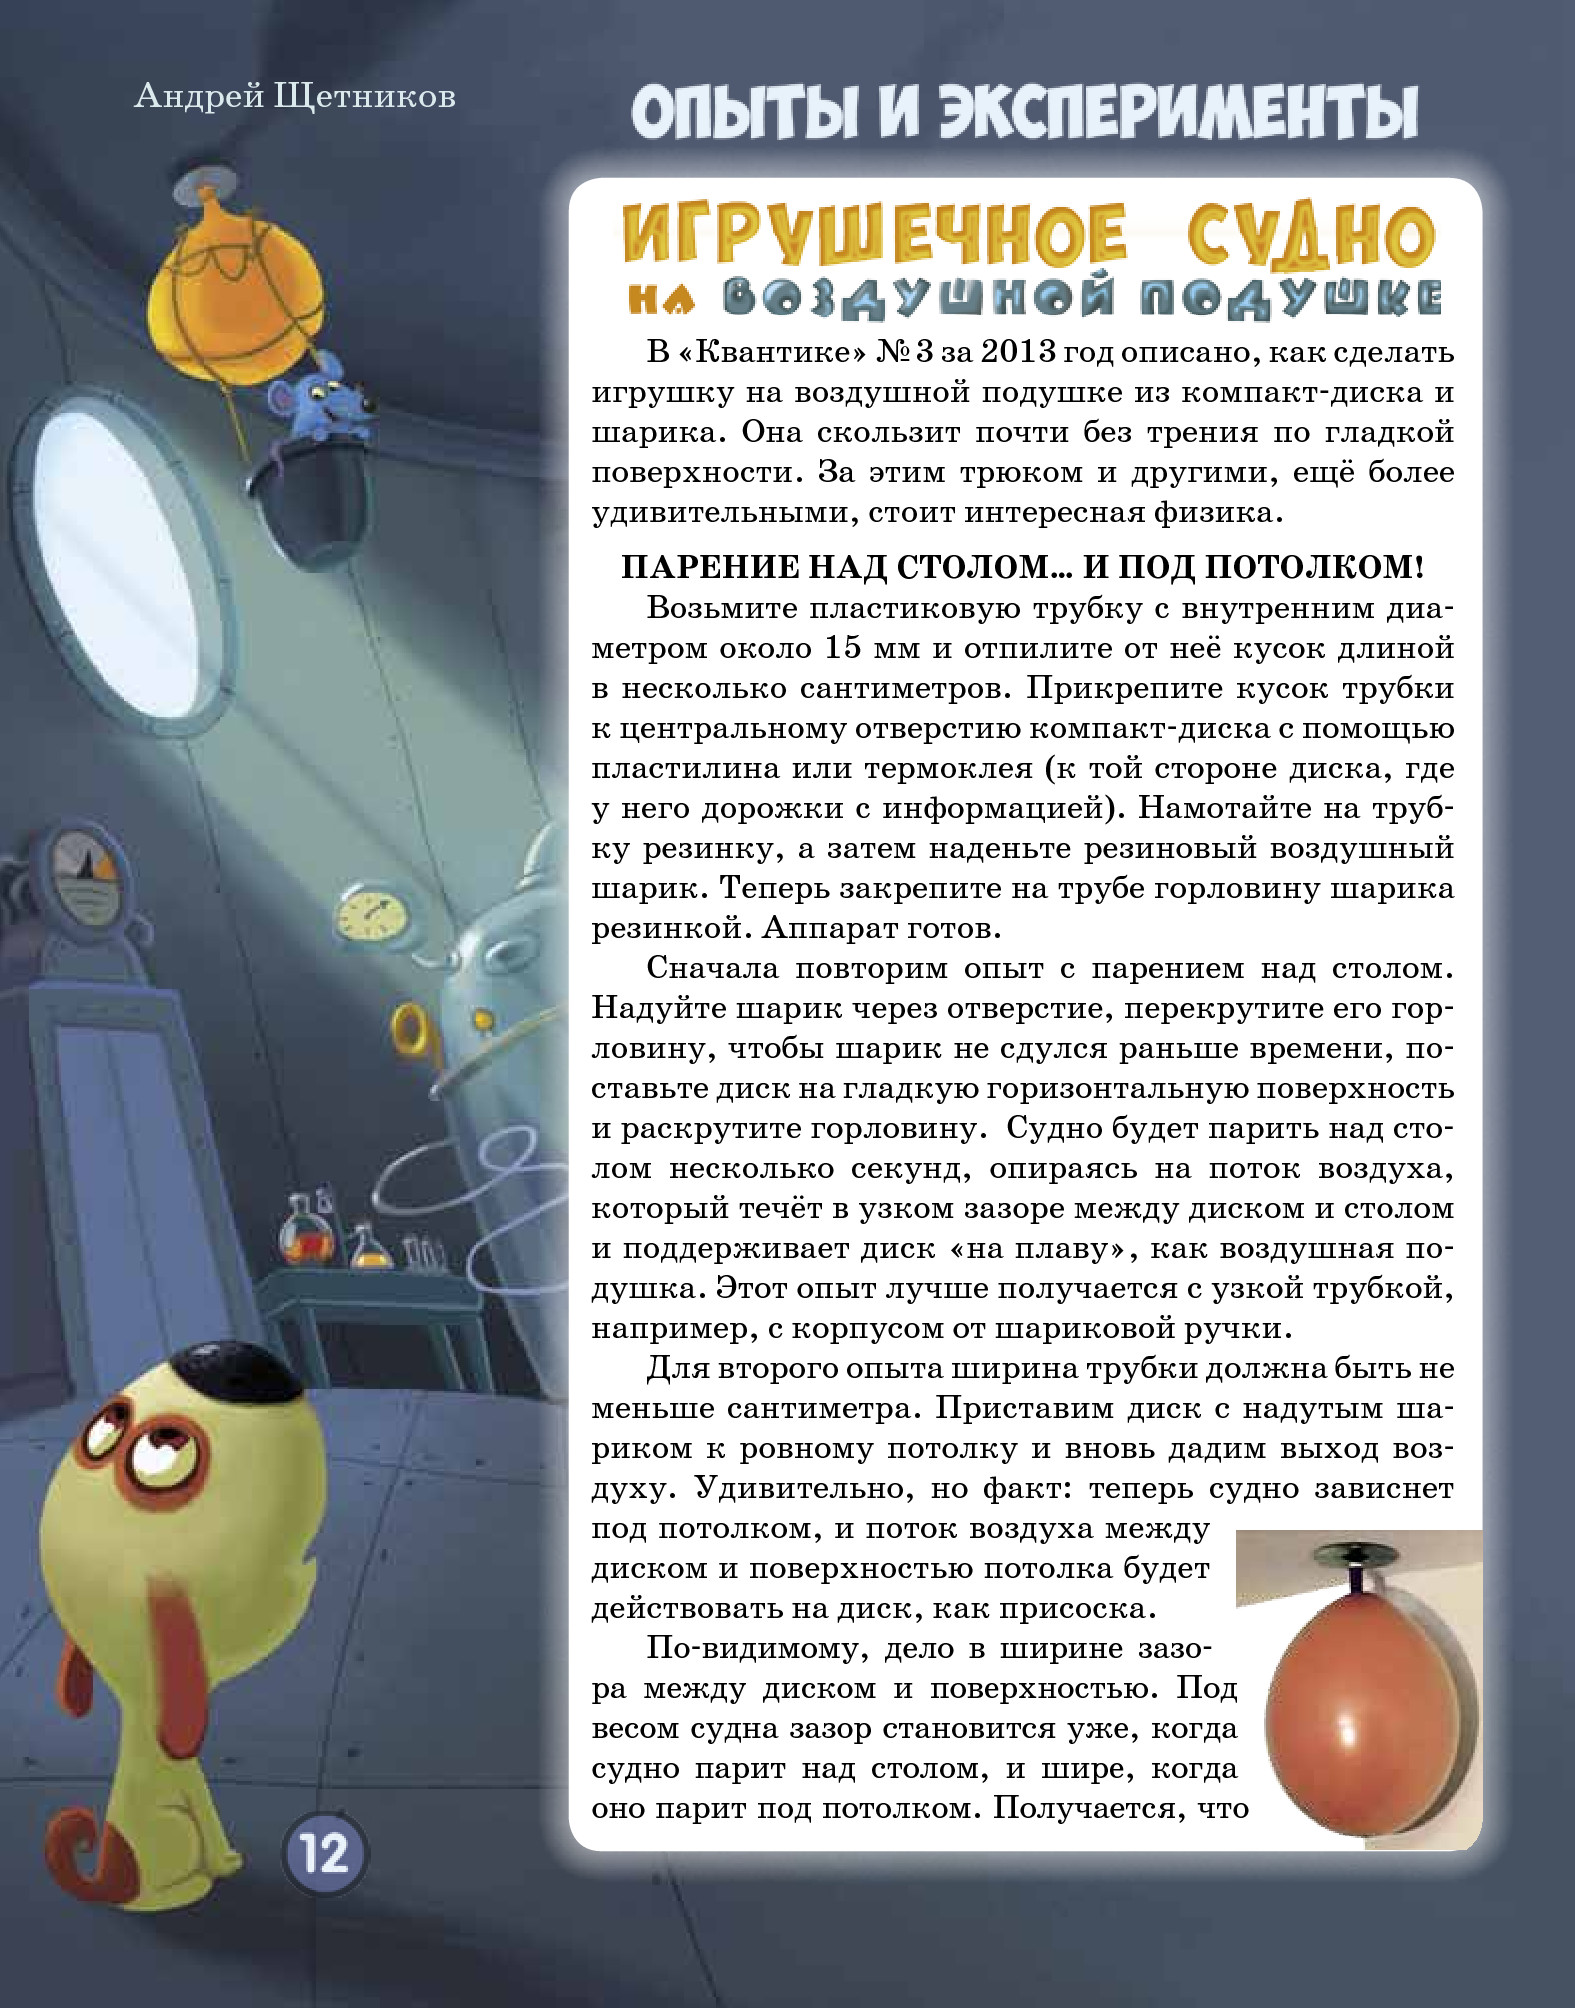 Андрей Щетников
ОПЫТЫ И ЭКСПЕРИМЕНТЫ
ИГРУШЕЧНОЕ СУДНО
НА ВОЗДУШНОЙ ПОДУШКЕ
В «Квантике» №3 за 2013 год описано, как сделать
игрушку на воздушной подушке из компакт-диска и
шарика. Она скользит почти без трения по гладкой
поверхности. За этим трюком и другими, ещё более
удивительными, стоит интересная физика.
ПАРЕНИЕ НАД СТОЛОМ... И ПОД ПОТОЛКОМ!
Возьмите пластиковую трубку с внутренним диа-
метром около 15 мм и отпилите от неё кусок длиной
в несколько сантиметров. Прикрепите кусок трубки
к центральному отверстию компакт-диска с помощью
пластилина или термоклея (к той стороне диска, где
у него дорожки с информацией). Намотайте на труб-
ку резинку, а затем наденьте резиновый воздушный
шарик. Теперь закрепите на трубе горловину шарика
резинкой. Аппарат готов.
Сначала повторим опыт с парением над столом.
Надуйте шарик через отверстие, перекрутите его гор-
ловину, чтобы шарик не сдулся раньше времени, по-
ставьте диск на гладкую горизонтальную поверхность
и раскрутите горловину. Судно будет парить над сто-
лом несколько секунд, опираясь на поток воздуха,
который течёт в узком зазоре между диском и столом
и поддерживает диск «на плаву», как воздушная по-
душка. Этот опыт лучше получается с узкой трубкой,
например, с корпусом от шариковой ручки.
Для второго опыта ширина трубки должна быть не
меньше сантиметра. Приставим диск с надутым ша-
риком к ровному потолку и вновь дадим выход воз-
духу. Удивительно, но факт: теперь судно зависнет
под потолком, и поток воздуха между
диском и поверхностью потолка будет
действовать на диск, как присоска.
По-видимому, дело в ширине зазо-
ра между диском и поверхностью. Под
весом судна зазор становится уже, когда
судно парит над столом, и шире, когда
оно парит под потолком. Получается, что
12